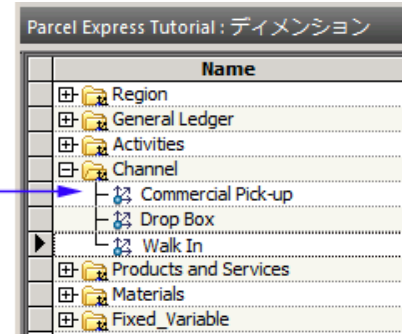 Parcel Express Tutorial : ディメンション
Name
Region
General Ledger
Activities
Channel
Commercial Pick-up
Drop Box
Walk In
Products and Services
Materials
Fixed_Variable